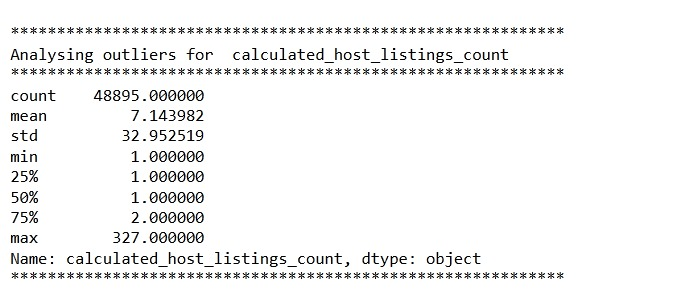 ************************************************************
Analysing outliers for  calculated_host_listings_count
************************************************************
count    48895.000000
mean         7.143982
std         32.952519
min          1.000000
25%          1.000000
50%          1.000000
75%          2.000000
max        327.000000
Name: calculated_host_listings_count, dtype: object
************************************************************